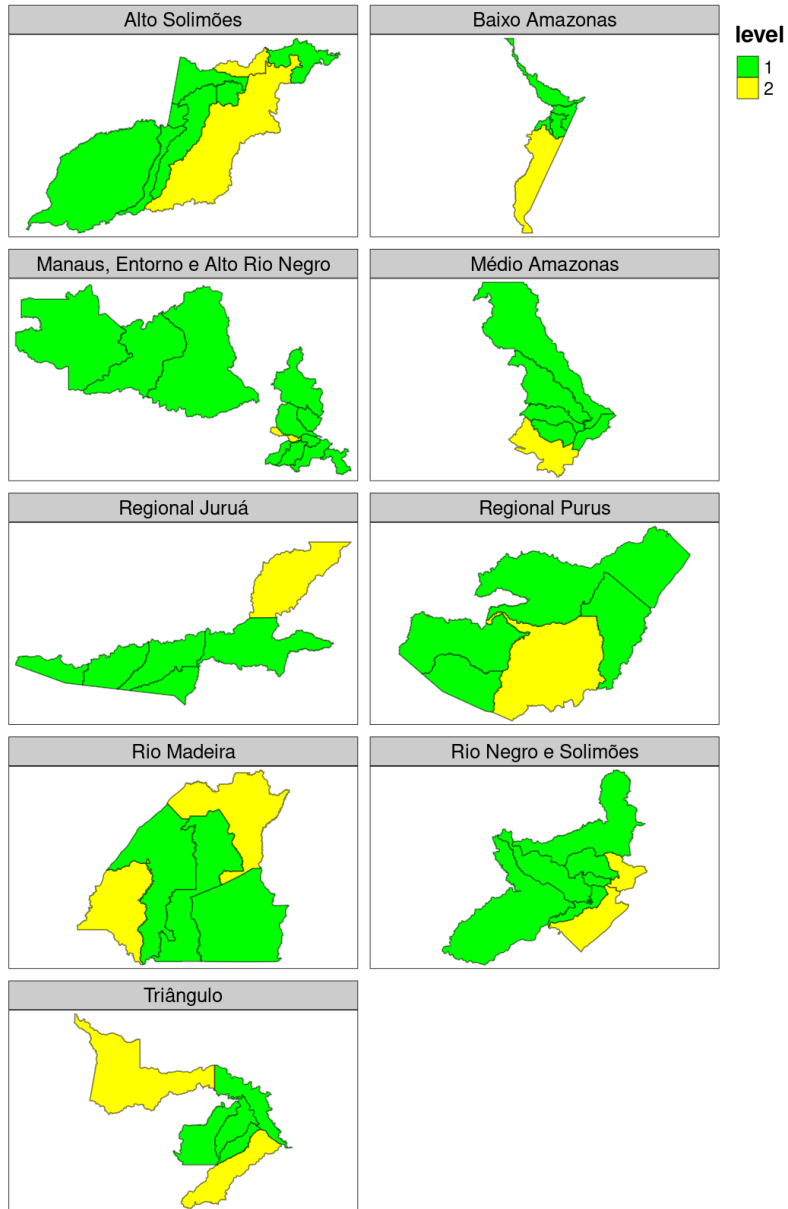 Alto Solimões
Baixo Amazonas
level
1
2
Manaus, Entorno e Alto Rio Negro
Médio Amazonas
Regional Juruá
Regional Purus
Rio Madeira
Rio Negro e Solimões
Triângulo